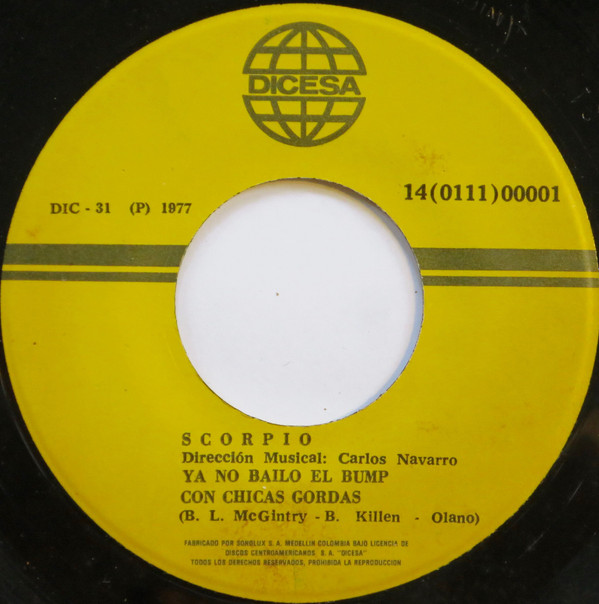 DICESA
14(0111)00001
DIC - 31 (P) 1977
SCORPIO
Dirección Musical: Carlos Navarro
YA NO BAILO EL BUMP
CON CHICAS GORDAS
(B. L. McGintry - B. Killen - Olano)
FABRICADO POR SONOLUX S. A. MEDELLIN-COLOMBIA BAJO LICENCIA DE
DISCOS CENTROAMERICANOS, S. A. "DICESA"
TODOS LOS DERECHOS RESERVADOS, PROHIBIDA LA REPRODUCCION